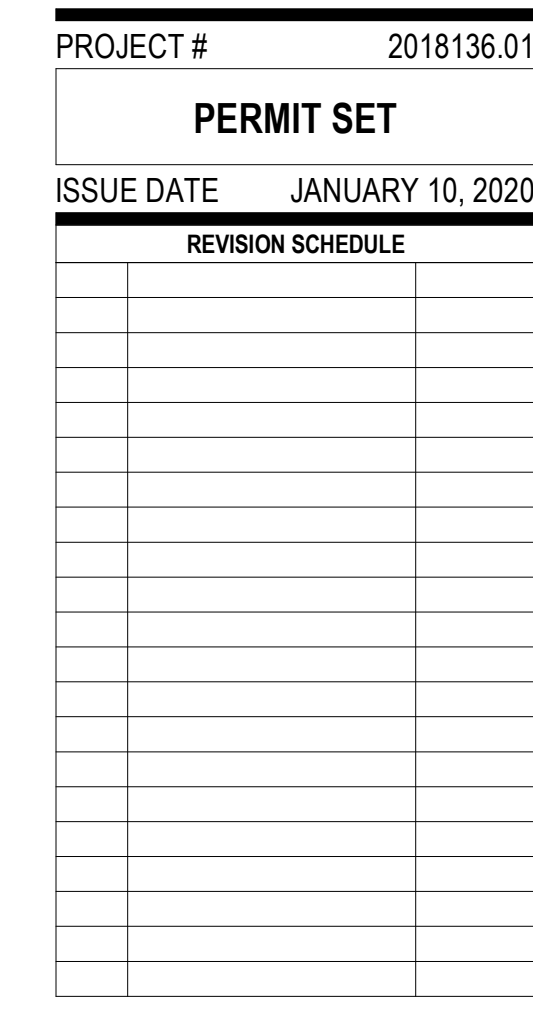 PROJECT # 2018136.01
PERMIT SET
ISSUE DATE JANUARY 10, 2020
REVISION SCHEDULE